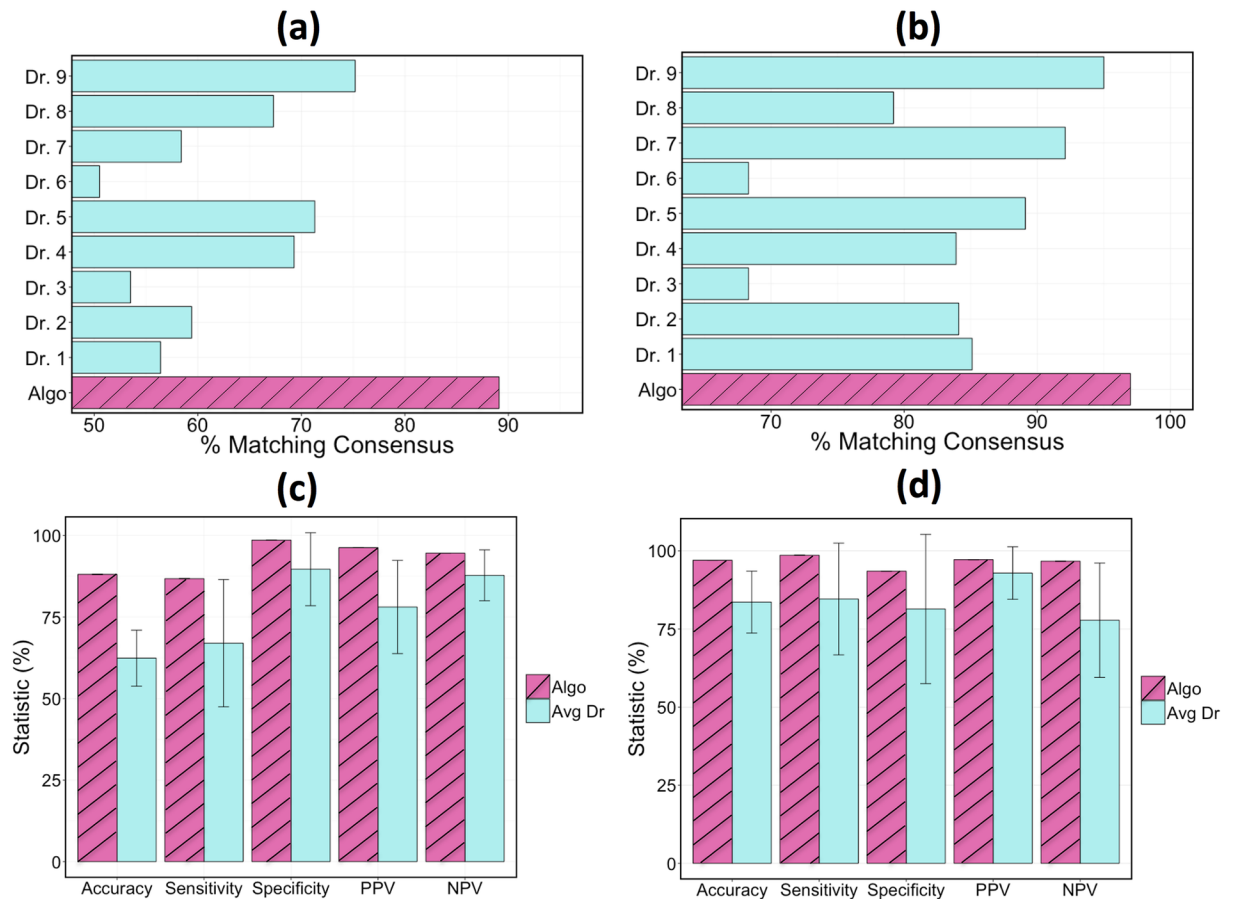 (a)
Dr. 9
Dr. 8
Dr. 7
Dr. 6
Dr. 5
Dr. 4
Dr. 3
Dr. 2
Dr. 1
Algo
50 60 70 80 90
% Matching Consensus
(b)
Dr. 9
Dr. 8
Dr. 7
Dr. 6
Dr. 5
Dr. 4
Dr. 3
Dr. 2
Dr. 1
Algo
70 80 90 100
% Matching Consensus
(c)
Statistic (%)
100
75
50
25
0
Accuracy Sensitivity Specificity PPV NPV
Algo
Avg Dr
(d)
Statistic (%)
100
75
50
25
0
Accuracy Sensitivity Specificity PPV NPV
Algo
Avg Dr